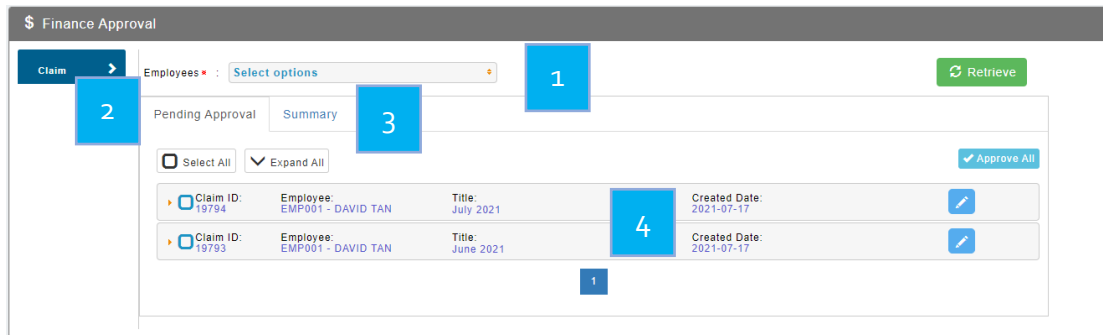 $ Finance Approval
Claim
Employees * : Select options
1
Retrieve
2
Pending Approval Summary
3
Select All Expand All
Approve All
Claim ID: Employee: Title: Created Date:
19794 EMP001 - DAVID TAN July 2021 2021-07-17
4
Claim ID: Employee: Title: Created Date:
19793 EMP001 - DAVID TAN June 2021 2021-07-17
1